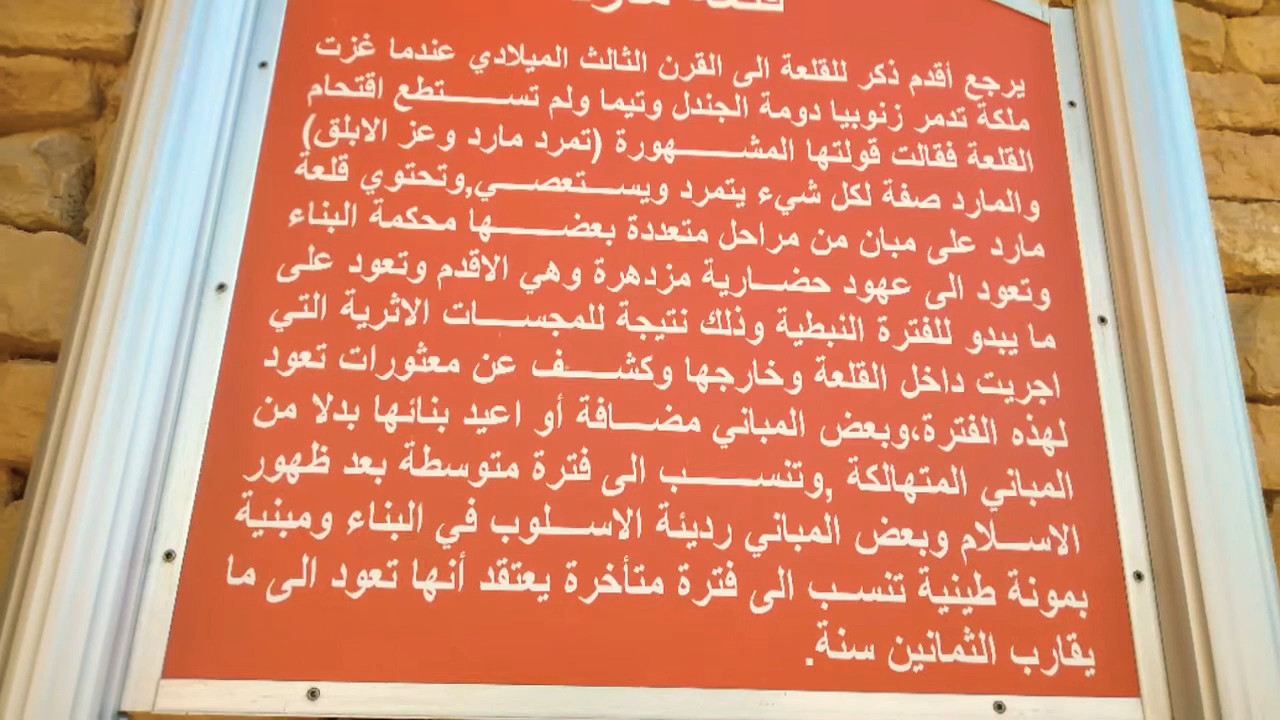 قلعة مارد
يرجع أقدم ذكر للقلعة الى القرن الثالث الميلادي عندما غزت
ملكة تدمر زنوبيا دومة الجندل وتيما ولم تستطع اقتحام
القلعة فقالت قولتها المشهورة (تمرد مارد وعز الابلق)
والمارد صفة لكل شيء يتمرد ويستعصي,وتحتوي قلعة
مارد على مبان من مراحل متعددة بعضها محكمة البناء
وتعود الى عهود حضارية مزدهرة وهي الاقدم وتعود على
ما يبدو للفترة النبطية وذلك نتيجة للمجسات الاثرية التي
اجريت داخل القلعة وخارجها وكشف عن معثورات تعود
لهذه الفترة،وبعض المباني مضافة أو اعيد بنائها بدلا من
المباني المتهالكة ,وتنسب الى فترة متوسطة بعد ظهور
الاسلام وبعض المباني رديئة الاسلوب في البناء ومبنية
بمونة طينية تنسب الى فترة متأخرة يعتقد أنها تعود الى ما
يقارب الثمانين سنة.